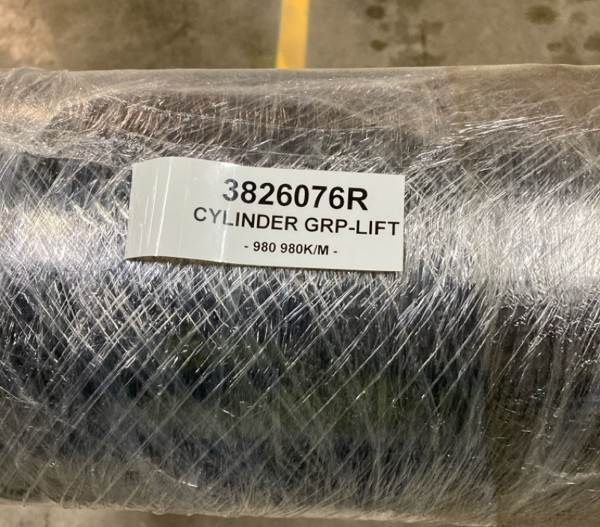 3826076R
CYLINDER GRP-LIFT
- 980 980K/M -